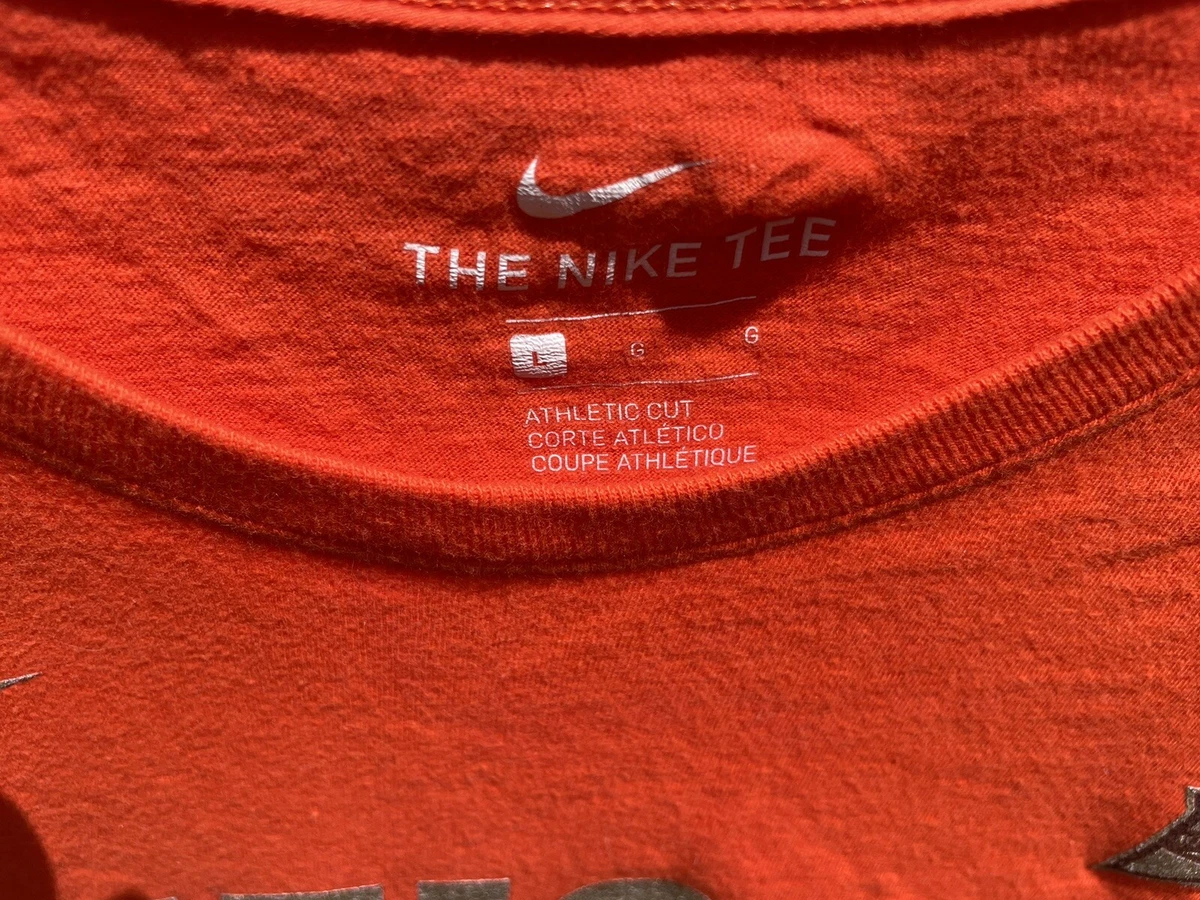 THE NIKE TEE
L G G
ATHLETIC CUT
CORTE ATLÉTICO
COUPE ATHLÉTIQUE